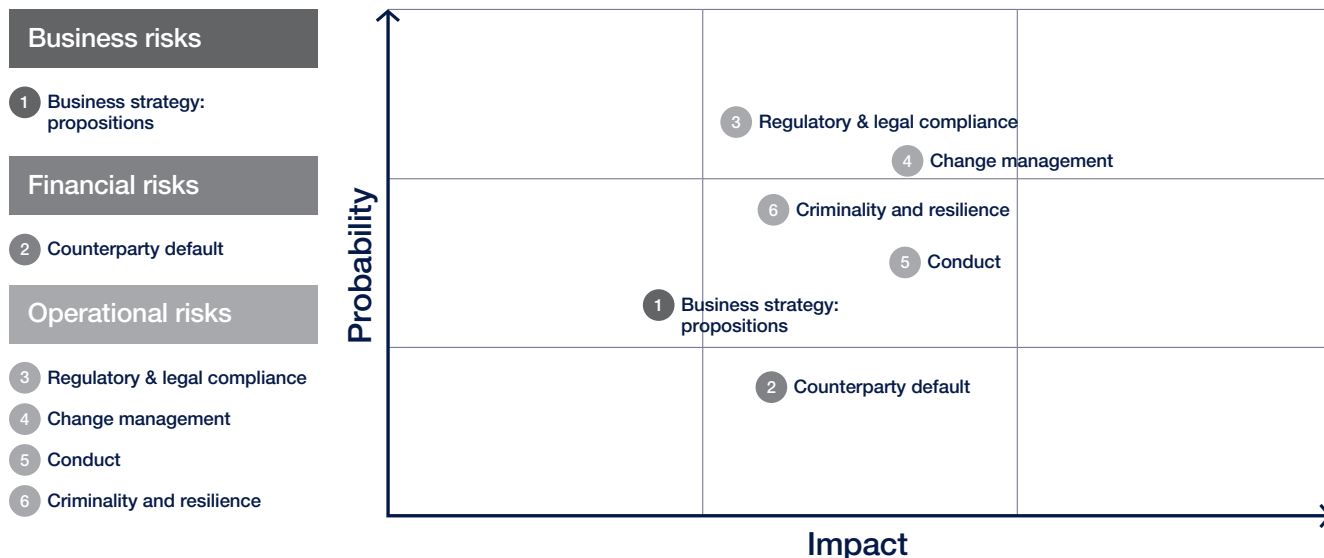 Business risks
1 Business strategy:
propositions
Financial risks
2 Counterparty default
Operational risks
3 Regulatory & legal compliance
4 Change management
5 Conduct
6 Criminality and resilience
Probability
3 Regulatory & legal compliance
4 Change management
6 Criminality and resilience
5 Conduct
1 Business strategy:
propositions
2 Counterparty default
Impact